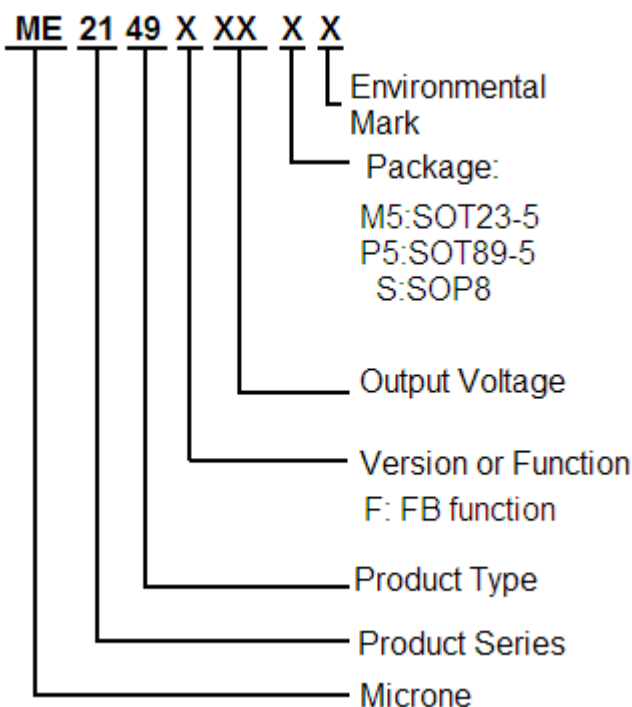 ME 21 49 X XX X X
Environmental
Mark
Package:
M5:SOT23-5
P5:SOT89-5
S:SOP8
Output Voltage
Version or Function
F: FB function
Product Type
Product Series
Microne